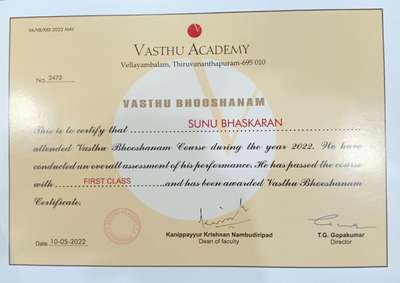 VASTHU ACADEMY
Vellayambalam, Thiruvananthapuram-695 010
No. 2473
VASTHU BHOOSHANAM
This is to certify that SUNU BHASKARAN
attended Vasthu Bhooshanam Course during the year 2022. We have
conducted an overall assessment of his performance. He has passed the course
with FIRST CLASS and has been awarded Vasthu Bhooshanam
Certificate.
Kanippayyur Krishnan Namboodiripad
Dean of faculty
T.G. Gopakumar
Director
Date 10-05-2022